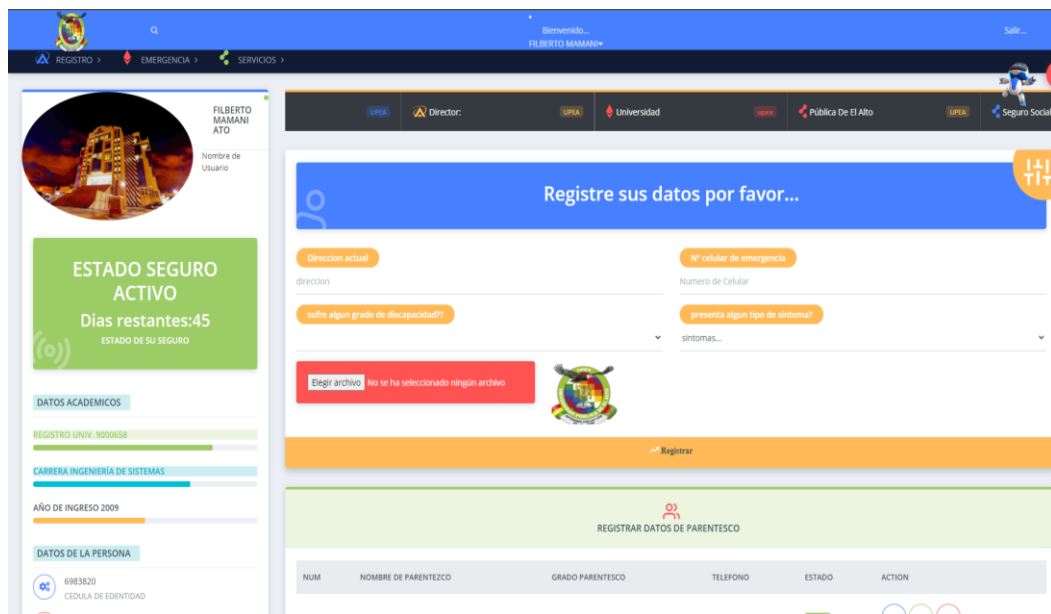 Bienvenido...
FILBERTO MAMANI
Salir...
REGISTRO >
EMERGENCIA >
SERVICIOS >
FILBERTO
MAMANI
ATO
Nombre de
Usuario
ESTADO SEGURO
ACTIVO
Dias restantes:45
ESTADO DE SU SEGURO
DATOS ACADEMICOS
REGISTRO UNIV. 9000658
CARRERA INGENIERÍA DE SISTEMAS
AÑO DE INGRESO 2009
DATOS DE LA PERSONA
6983820
CEDULA DE EDENTIDAD
UPEA
Director:
UPEA
Universidad
upea
Pública De El Alto
UPEA
Seguro Social
Registre sus datos por favor...
Direccion actual
direccion
Nº celular de emergencia
Numero de Celular
sufre algun grado de discapacidad??
presenta algun tipo de sintoma?
sintomas...
Elegir archivo No se ha seleccionado ningún archivo
Registrar
REGISTRAR DATOS DE PARENTESCO
NUM NOMBRE DE PARENTEZCO GRADO PARENTESCO TELEFONO ESTADO ACTION